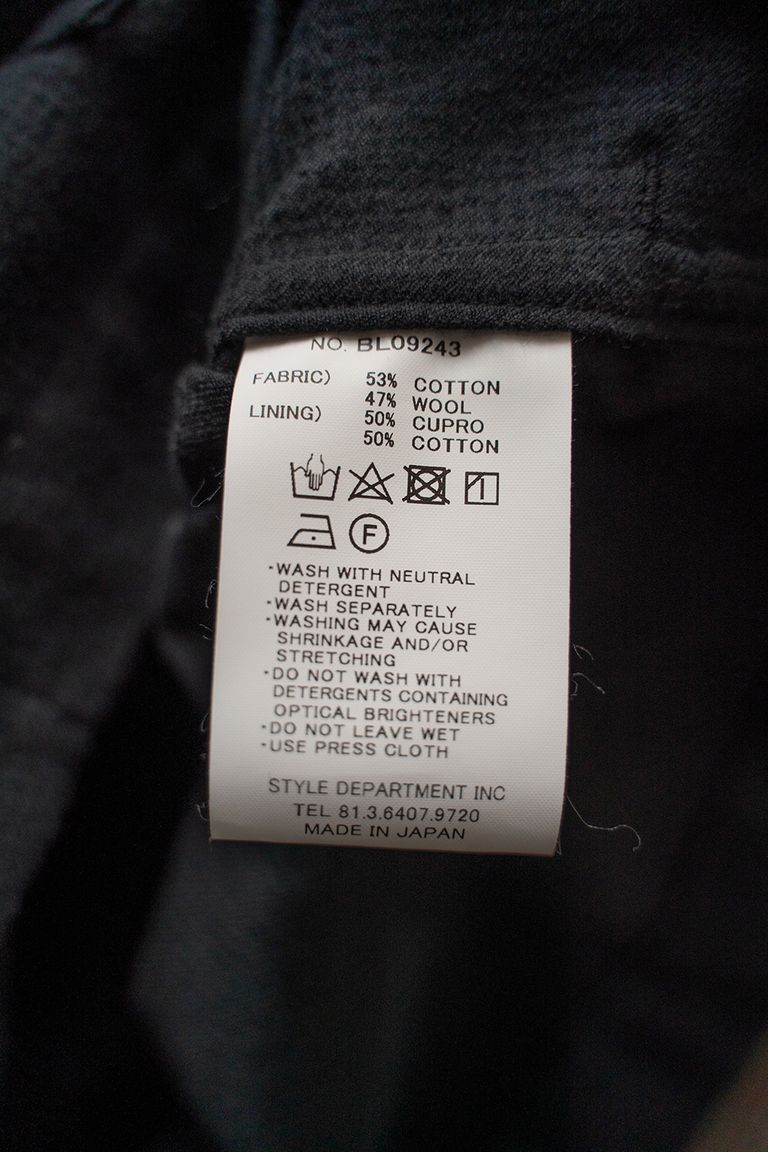 NO. BL09243
FABRIC) 53% COTTON
47% WOOL
LINING) 50% CUPRO
50% COTTON
F
·WASH WITH NEUTRAL
DETERGENT
·WASH SEPARATELY
·WASHING MAY CAUSE
SHRINKAGE AND/OR
STRETCHING
·DO NOT WASH WITH
DETERGENTS CONTAINING
OPTICAL BRIGHTENERS
·DO NOT LEAVE WET
·USE PRESS CLOTH
STYLE DEPARTMENT INC
TEL 81.3.6407.9720
MADE IN JAPAN